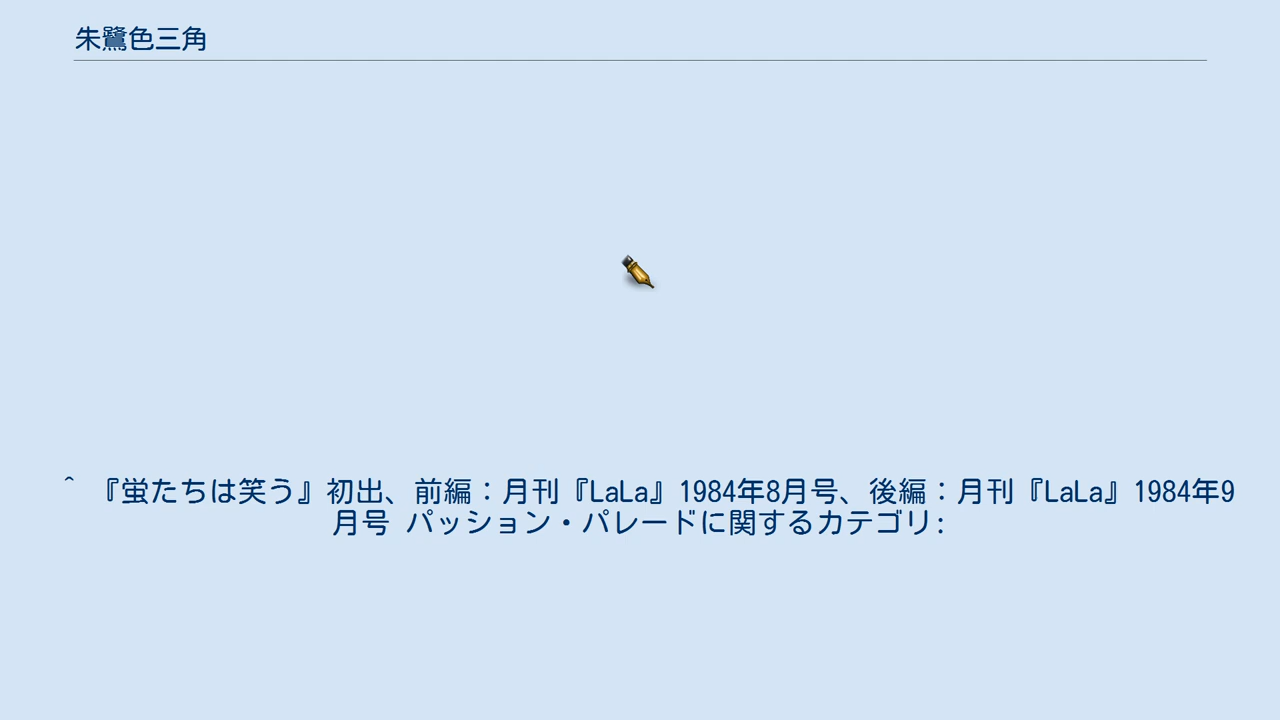 朱鷺色三角
^ 『蛍たちは笑う』初出、前編：月刊『LaLa』1984年8月号、後編：月刊『LaLa』1984年9
月号 パッション・パレードに関するカテゴリ: